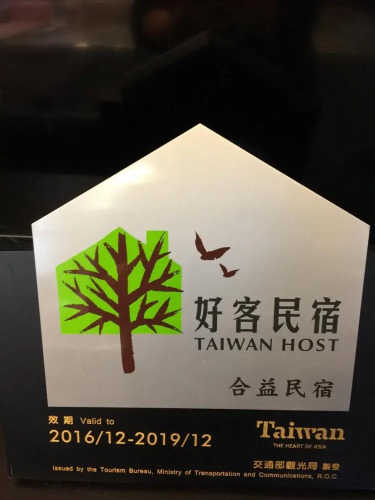 好客民宿
TAIWAN HOST
合益民宿
效期 Valid to
2016/12-2019/12
Taiwan
THE HEART OF ASIA
交通部觀光局 製發
Issued by the Tourism Bureau, Ministry of Transportation and Communications, R.O.C.